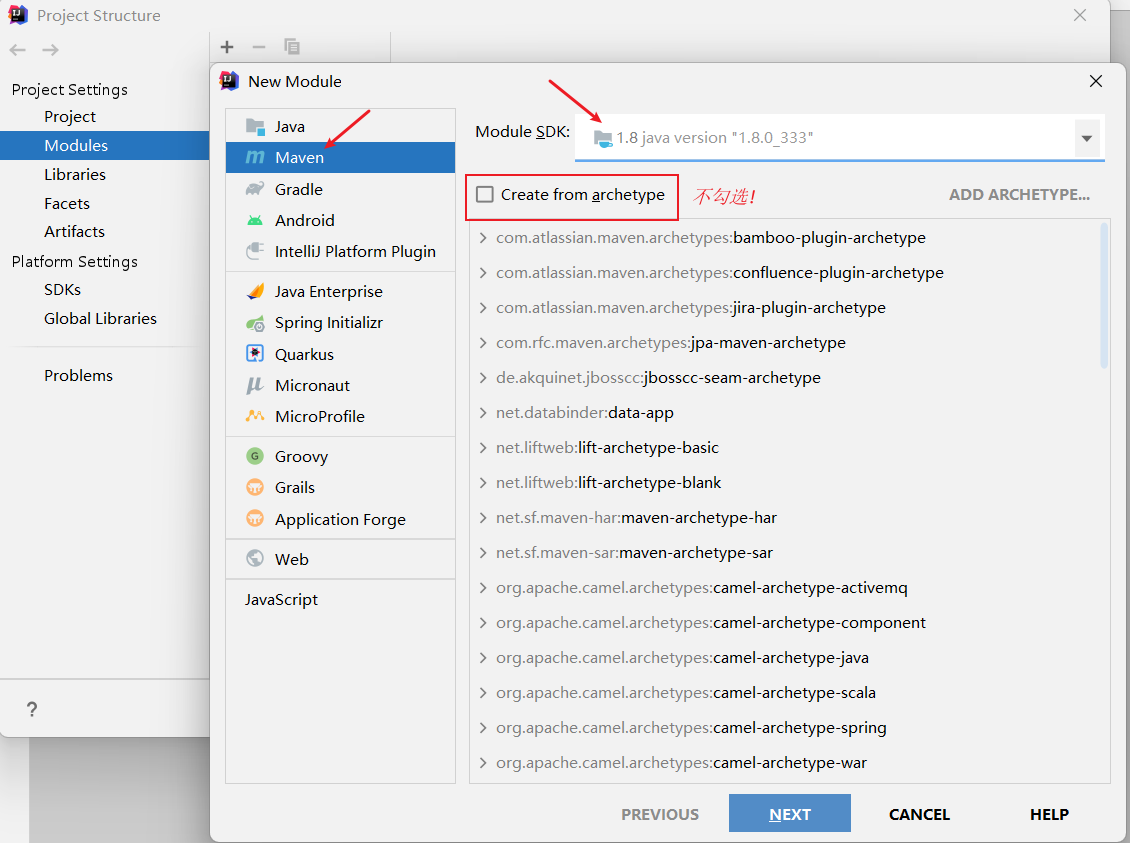 Project Structure
Project Settings
Project
Modules
Libraries
Facets
Artifacts
Platform Settings
SDKs
Global Libraries
Problems
?
New Module
Java
Maven
Gradle
Android
IntelliJ Platform Plugin
Java Enterprise
Spring Initializr
Quarkus
Micronaut
MicroProfile
Groovy
Grails
Application Forge
Web
JavaScript
Module SDK: 1.8 java version "1.8.0_333"
Create from archetype 不勾选! ADD ARCHETYPE...
com.atlassian.maven.archetypes:bamboo-plugin-archetype
com.atlassian.maven.archetypes:confluence-plugin-archetype
com.atlassian.maven.archetypes:jira-plugin-archetype
com.rfc.maven.archetypes:jpa-maven-archetype
de.akquinet.jbosscc:jbosscc-seam-archetype
net.databinder:data-app
net.liftweb:lift-archetype-basic
net.liftweb:lift-archetype-blank
net.sf.maven-har:maven-archetype-har
net.sf.maven-sar:maven-archetype-sar
org.apache.camel.archetypes:camel-archetype-activemq
org.apache.camel.archetypes:camel-archetype-component
org.apache.camel.archetypes:camel-archetype-java
org.apache.camel.archetypes:camel-archetype-scala
org.apache.camel.archetypes:camel-archetype-spring
org.apache.camel.archetypes:camel-archetype-war
PREVIOUS NEXT CANCEL HELP